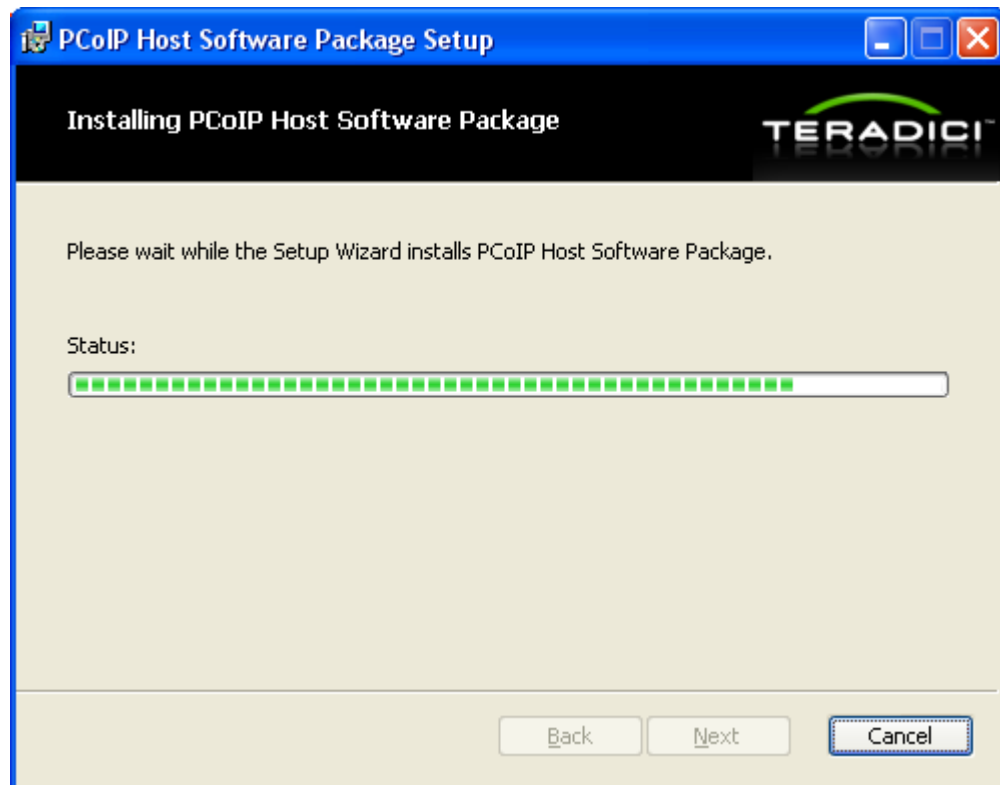 PCoIP Host Software Package Setup
Installing PCoIP Host Software Package
TERADICI™
Please wait while the Setup Wizard installs PCoIP Host Software Package.
Status:
Back Next Cancel